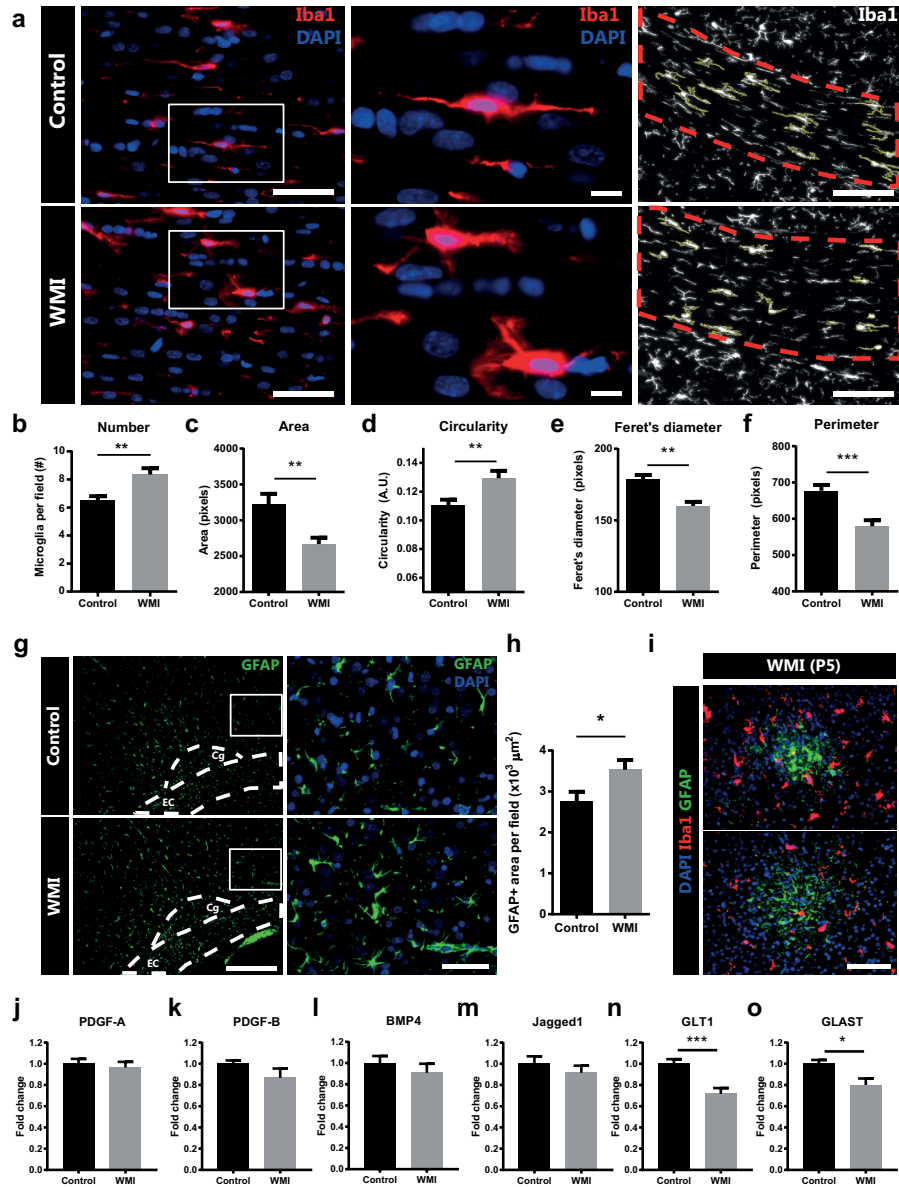 a
Iba1
DAPI
Iba1
DAPI
Iba1
Control
WMI
b
Number
**
Microglia per field (#)
10
8
6
4
2
0
Control
WMI
c
Area
**
Area (pixels)
4000
3500
3000
2500
2000
Control
WMI
d
Circularity
**
Circularity (A.U.)
0.14
0.12
0.10
0.08
0.06
Control
WMI
e
Feret's diameter
**
Feret's diameter (pixels)
200
150
100
Control
WMI
f
Perimeter
***
Perimeter (pixels)
800
700
600
500
400
Control
WMI
g
GFAP
GFAP
DAPI
Control
Cg
EC
WMI
Cg
EC
h
*
GFAP+ area per field (x10³ µm²)
4
3
2
1
0
Control
WMI
i
WMI (P5)
DAPI Iba1 GFAP
j
PDGF-A
Fold change
1.2
1.0
0.8
0.6
0.4
0.2
0.0
Control
WMI
k
PDGF-B
Fold change
1.2
1.0
0.8
0.6
0.4
0.2
0.0
Control
WMI
l
BMP4
Fold change
1.2
1.0
0.8
0.6
0.4
0.2
0.0
Control
WMI
m
Jagged1
Fold change
1.2
1.0
0.8
0.6
0.4
0.2
0.0
Control
WMI
n
GLT1
***
Fold change
1.2
1.0
0.8
0.6
0.4
0.2
0.0
Control
WMI
o
GLAST
*
Fold change
1.2
1.0
0.8
0.6
0.4
0.2
0.0
Control
WMI